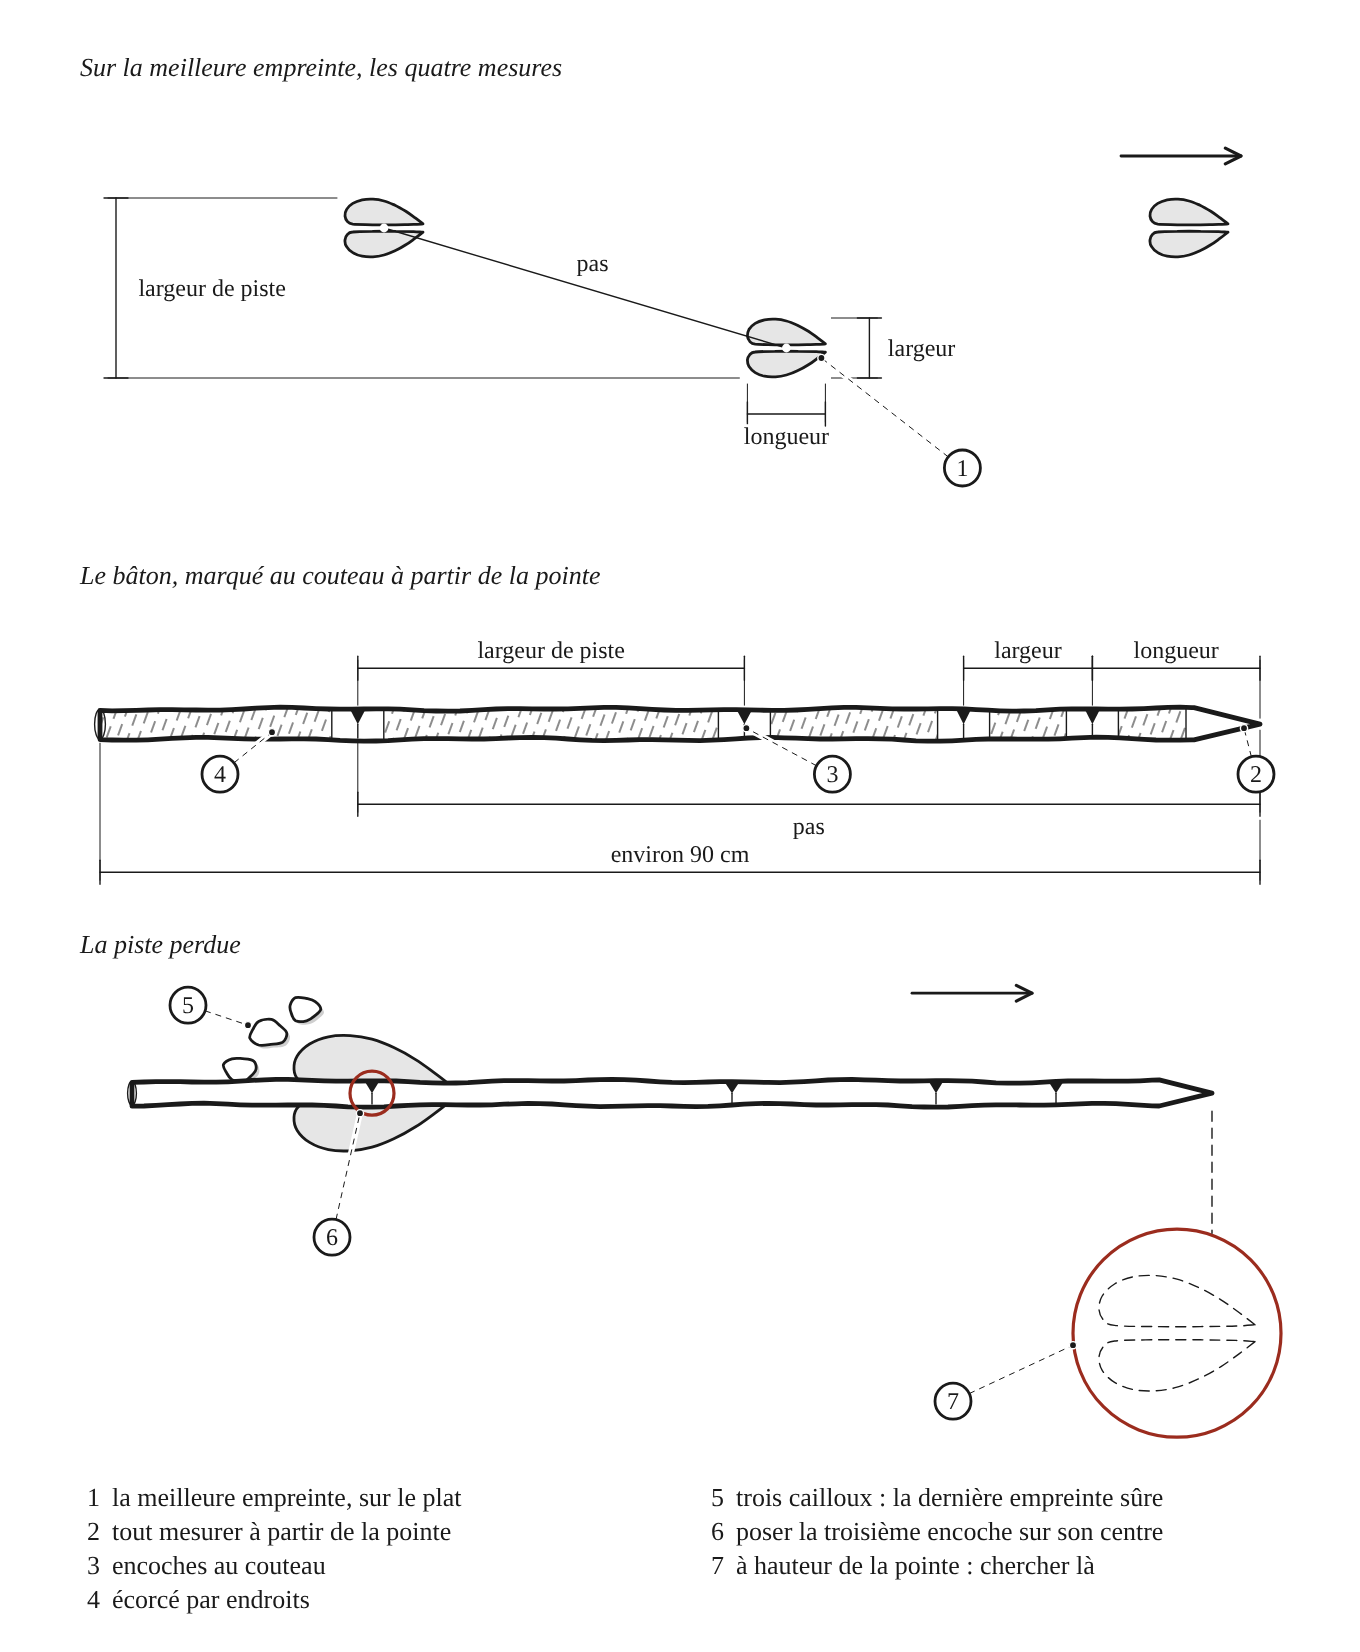 Sur la meilleure empreinte, les quatre mesures
pas
largeur de piste
largeur
longueur
1
Le bâton, marqué au couteau à partir de la pointe
largeur de piste
largeur
longueur
4
3
2
pas
environ 90 cm
La piste perdue
5
6
7
1 la meilleure empreinte, sur le plat
2 tout mesurer à partir de la pointe
3 encoches au couteau
4 écorcé par endroits
5 trois cailloux : la dernière empreinte sûre
6 poser la troisième encoche sur son centre
7 à hauteur de la pointe : chercher là